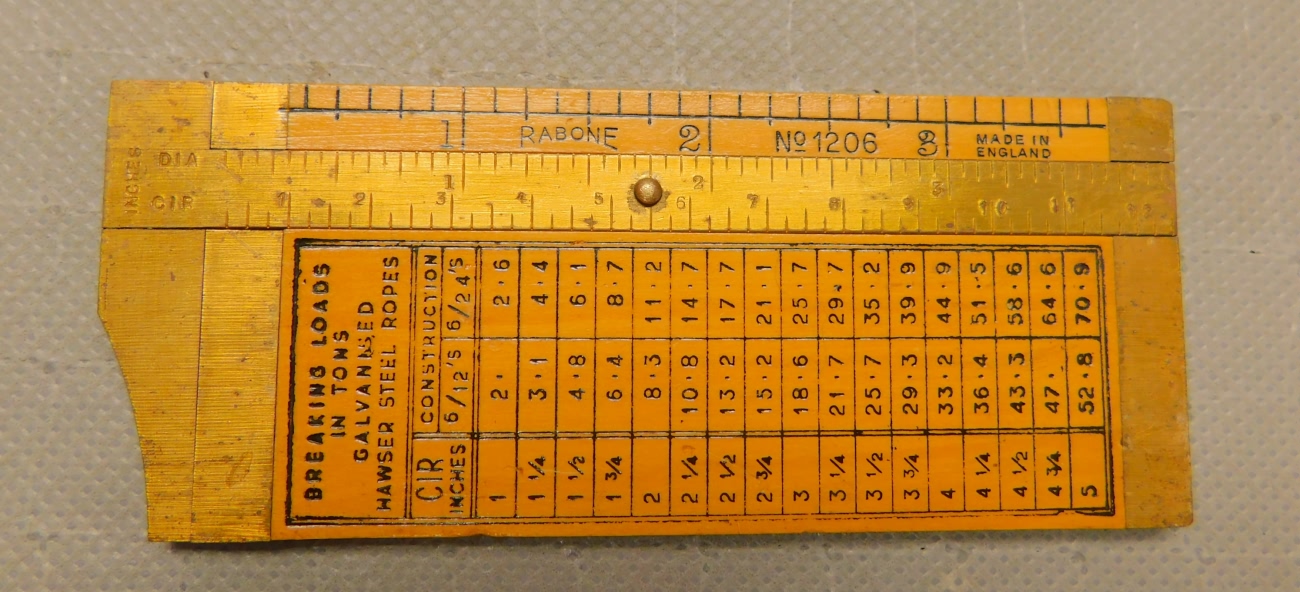 1 RABONE 2 Nº 1206 3 MADE IN
ENGLAND
INCHES
DIA 1 2 3
CIR 1 2 3 4 5 6 7 8 9 10 11 12
BREAKING LOADS
IN TONS
GALVANISED
HAWSER STEEL ROPES
CIR INCHES CONSTRUCTION
6/12'S 6/24'S
1 2· 2·6
1 1/4 3·1 4·4
1 1/2 4·8 6·1
1 3/4 6·4 8·7
2 8·3 11·2
2 1/4 10·8 14·7
2 1/2 13·2 17·7
2 3/4 15·2 21·1
3 18·6 25·7
3 1/4 21·7 29·7
3 1/2 25·7 35·2
3 3/4 29·3 39·9
4 33·2 44·9
4 1/4 36·4 51·5
4 1/2 43·3 58·6
4 3/4 47· 64·6
5 52·8 70·9